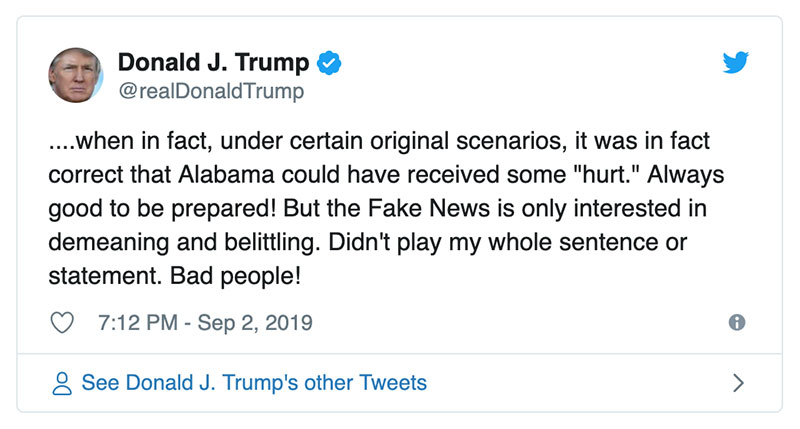 Donald J. Trump
@realDonaldTrump
....when in fact, under certain original scenarios, it was in fact
correct that Alabama could have received some "hurt." Always
good to be prepared! But the Fake News is only interested in
demeaning and belittling. Didn't play my whole sentence or
statement. Bad people!
7:12 PM - Sep 2, 2019
See Donald J. Trump's other Tweets